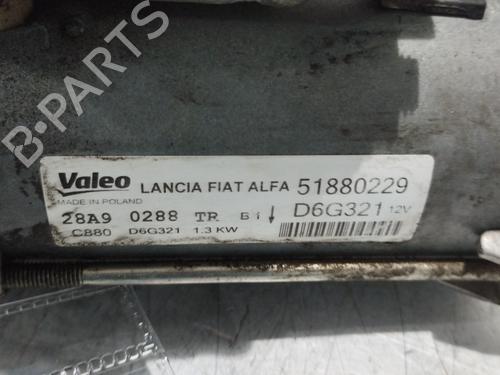 B-PARTS
Valeo LANCIA FIAT ALFA 51880229
MADE IN POLAND
28A9 0288 TR B1 D6G321 12V
C880 D6G321 1.3 KW